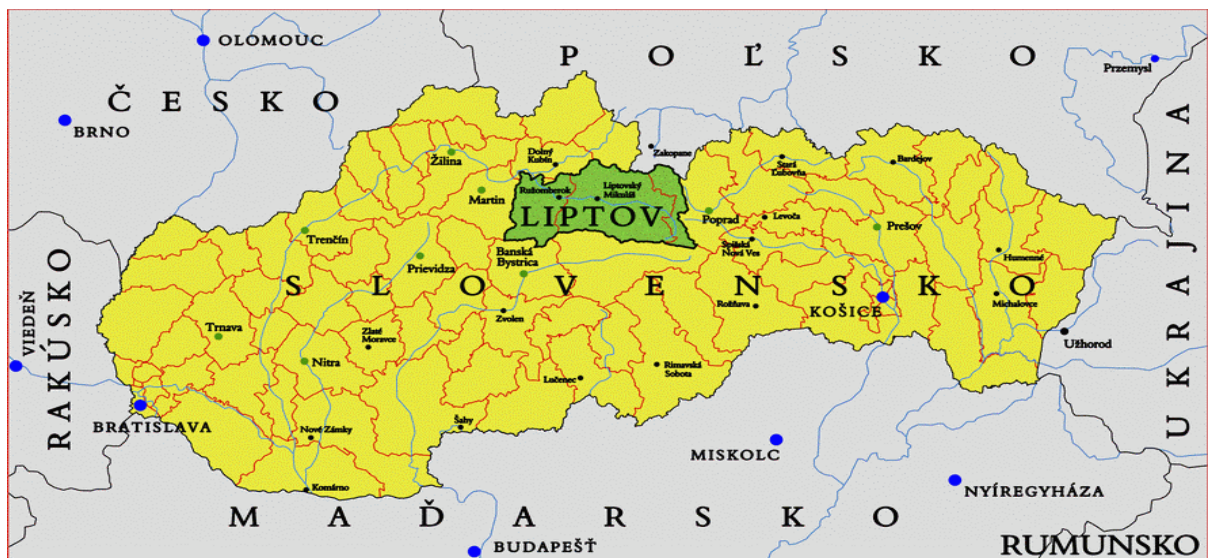 OLOMOUC
POĽSKO
Przemysl
ČESKO
BRNO
Žilina
Dolný
Kubín
Zakopane
Stará
Ľubovňa
Bardejov
Martin
Ružomberok
Liptovský
Mikuláš
LIPTOV
Poprad
Levoča
Prešov
Trenčín
Prievidza
Banská
Bystrica
Spišská
Nová Ves
Humenné
SLOVENSKO
Michalovce
UKRAJINA
VIEDEŇ
RAKÚSKO
Trnava
Zlaté
Moravce
Zvolen
Rožňava
KOŠICE
Užhorod
Nitra
Lučenec
Rimavská
Sobota
BRATISLAVA
Nové Zámky
Šahy
MISKOLC
Komárno
NYÍREGYHÁZA
MAĎARSKO
BUDAPEŠŤ
RUMUNSKO